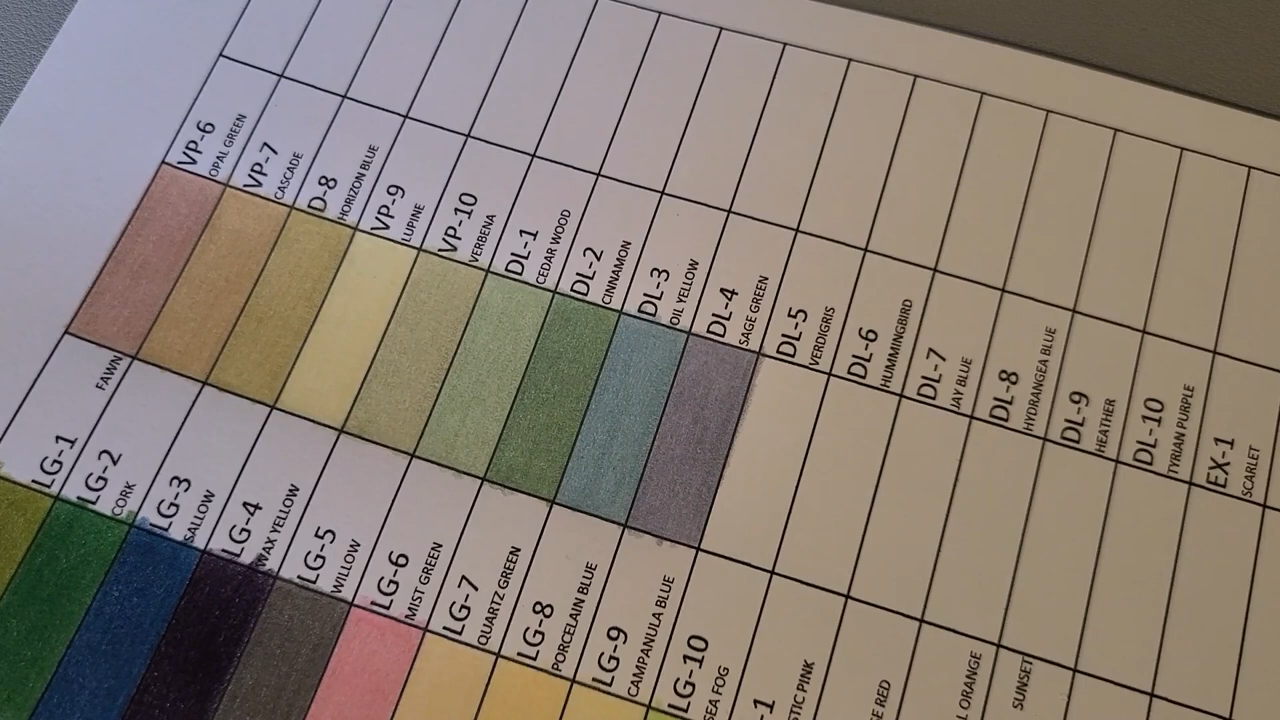 VP-6
OPAL GREEN
VP-7
CASCADE
D-8
HORIZON BLUE
VP-9
LUPINE
VP-10
VERBENA
DL-1
CEDAR WOOD
DL-2
CINNAMON
DL-3
OIL YELLOW
DL-4
SAGE GREEN
DL-5
VERDIGRIS
DL-6
HUMMINGBIRD
DL-7
JAY BLUE
DL-8
HYDRANGEA BLUE
DL-9
HEATHER
DL-10
TYRIAN PURPLE
EX-1
SCARLET
LG-1
FAWN
LG-2
CORK
LG-3
SALLOW
LG-4
WAX YELLOW
LG-5
WILLOW
LG-6
MIST GREEN
LG-7
QUARTZ GREEN
LG-8
PORCELAIN BLUE
LG-9
CAMPANULA BLUE
LG-10
SEA FOG
-1
PINK
RED
ORANGE
SUNSET